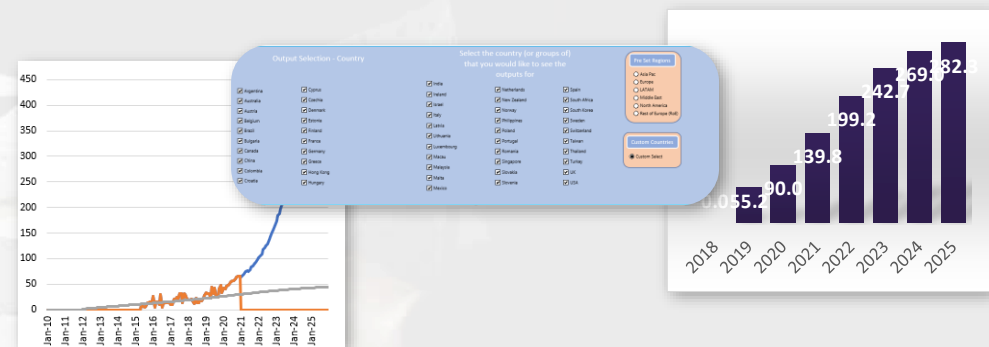 Output Selection - Country
Select the country (or groups of)
that you would like to see the
outputs for
Argentina
Australia
Austria
Belgium
Brazil
Bulgaria
Canada
China
Colombia
Croatia
Cyprus
Czechia
Denmark
Estonia
Finland
France
Germany
Greece
Hong Kong
Hungary
India
Ireland
Israel
Italy
Latvia
Lithuania
Luxembourg
Macau
Malaysia
Malta
Mexico
Netherlands
New Zealand
Norway
Philippines
Poland
Portugal
Romania
Singapore
Slovakia
Slovenia
Spain
South Africa
South Korea
Sweden
Switzerland
Taiwan
Thailand
Turkey
UK
USA
Pre Set Regions
Asia Pac
Europe
LATAM
Middle East
North America
Rest of Europe (RoE)
Custom Countries
Custom Select
450
400
350
300
250
200
150
100
50
0
Jan-10
Jan-11
Jan-12
Jan-13
Jan-14
Jan-15
Jan-16
Jan-17
Jan-18
Jan-19
Jan-20
Jan-21
Jan-22
Jan-23
Jan-24
Jan-25
55.2
90.0
139.8
199.2
242.7
2018
2019
2020
2021
2022
2023
2024
2025